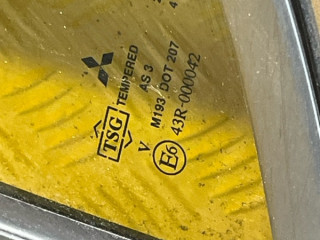 TEMPERED
AS 3
M193 DOT 207
TSG
V
E6 43R-000042